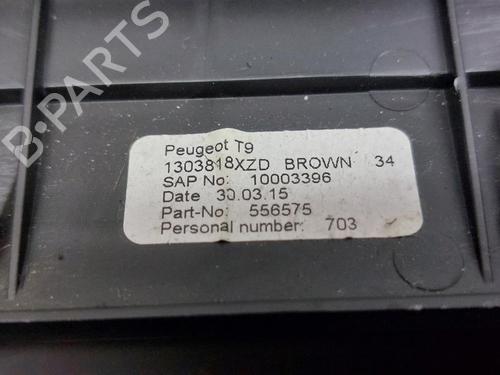 B-PARTS
Peugeot T9
1303818XZD BROWN 34
SAP No: 10003396
Date 30.03.15
Part-No: 556575
Personal number: 703